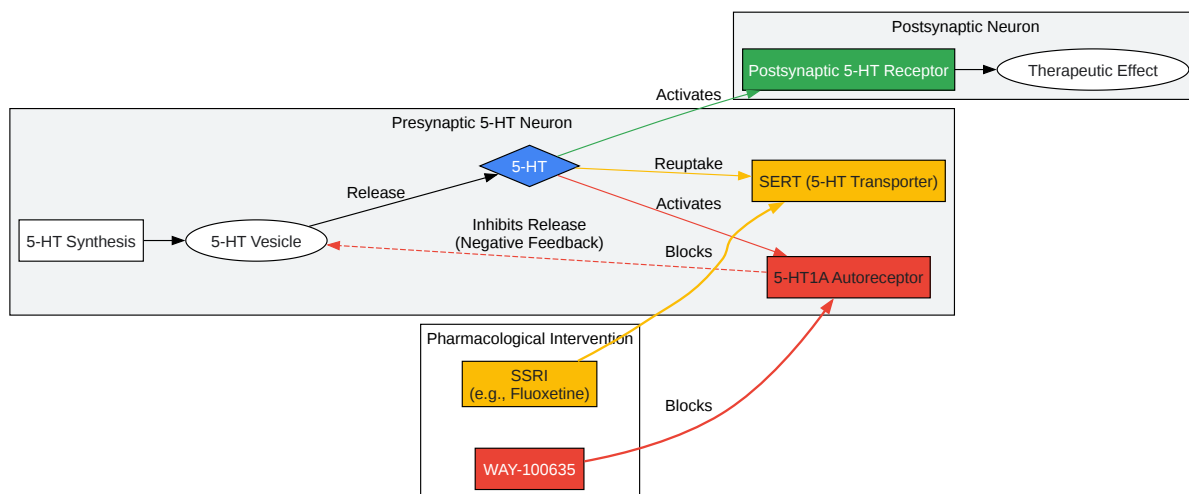 Postsynaptic Neuron
Postsynaptic 5-HT Receptor
Therapeutic Effect
Activates
Presynaptic 5-HT Neuron
5-HT
Reuptake
SERT (5-HT Transporter)
Release
Activates
5-HT Synthesis
5-HT Vesicle
Inhibits Release
(Negative Feedback)
Blocks
5-HT1A Autoreceptor
Pharmacological Intervention
SSRI
(e.g., Fluoxetine)
Blocks
WAY-100635